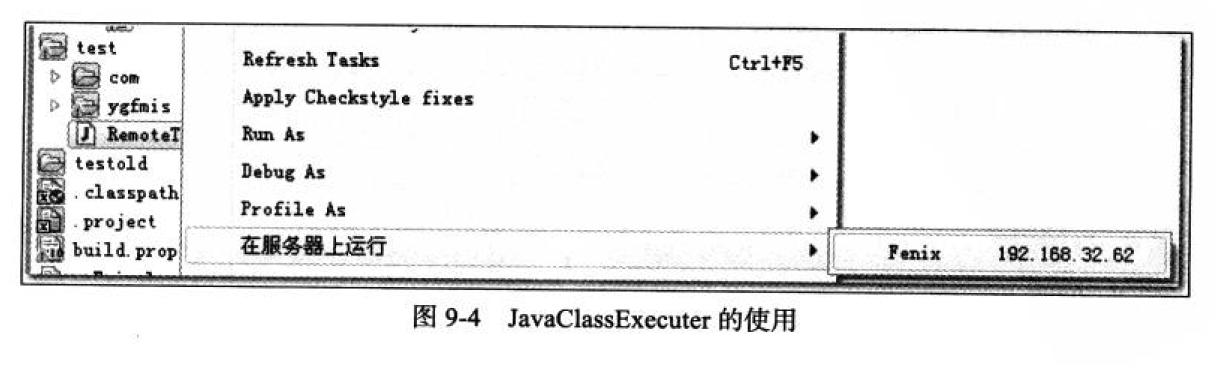 test
com
ygfmis
RemoteT
testold
.classpath
.project
build.prop
Refresh Tasks Ctrl+F5
Apply Checkstyle fixes
Run As
Debug As
Profile As
在服务器上运行
Fenix 192.168.32.62
图 9-4 JavaClassExecuter 的使用